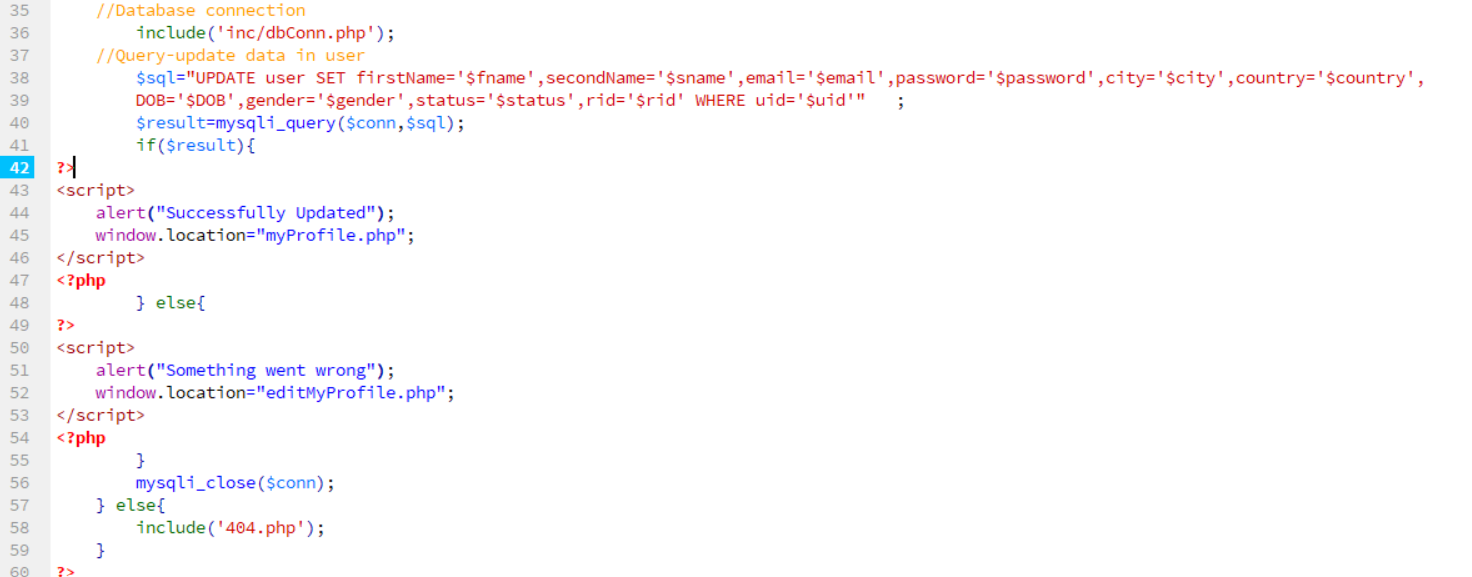 35 //Database connection
36 include('inc/dbConn.php');
37 //Query-update data in user
38 $sql="UPDATE user SET firstName='$fname',secondName='$sname',email='$email',password='$password',city='$city',country='$country',
39 DOB='$DOB',gender='$gender',status='$status',rid='$rid' WHERE uid='$uid'" ;
40 $result=mysqli_query($conn,$sql);
41 if($result){
42 ?>
43 <script>
44 alert("Successfully Updated");
45 window.location="myProfile.php";
46 </script>
47 <?php
48 } else{
49 ?>
50 <script>
51 alert("Something went wrong");
52 window.location="editMyProfile.php";
53 </script>
54 <?php
55 }
56 mysqli_close($conn);
57 } else{
58 include('404.php');
59 }
60 ?>